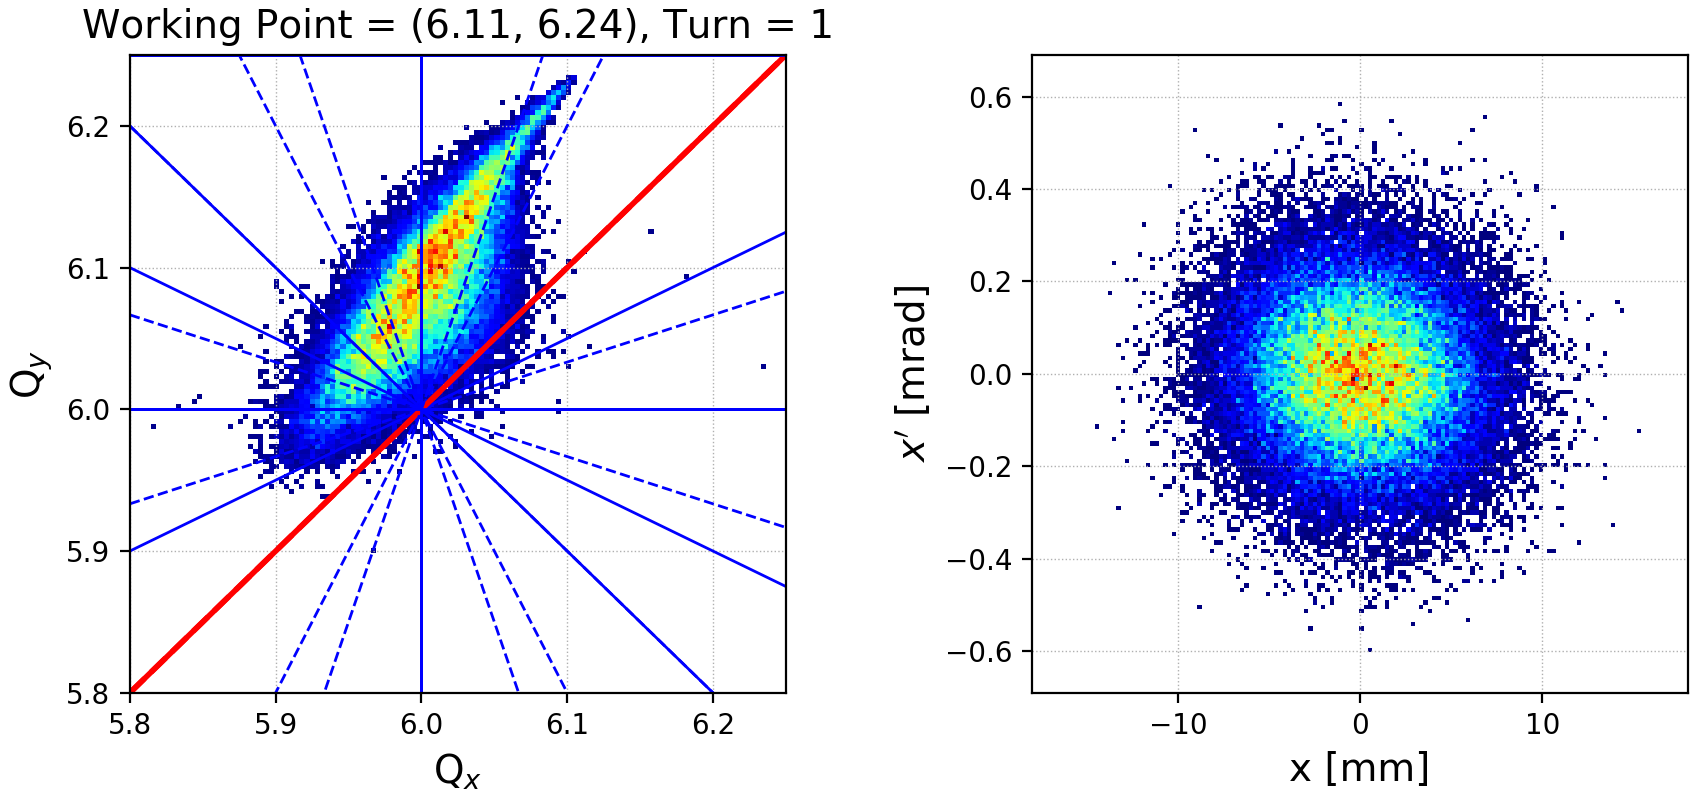 Working Point = (6.11, 6.24), Turn = 1
6.2
6.1
6.0
5.9
5.8
Q_y
5.8 5.9 6.0 6.1 6.2
Q_x
0.6
0.4
0.2
0.0
−0.2
−0.4
−0.6
x′ [mrad]
−10 0 10
x [mm]